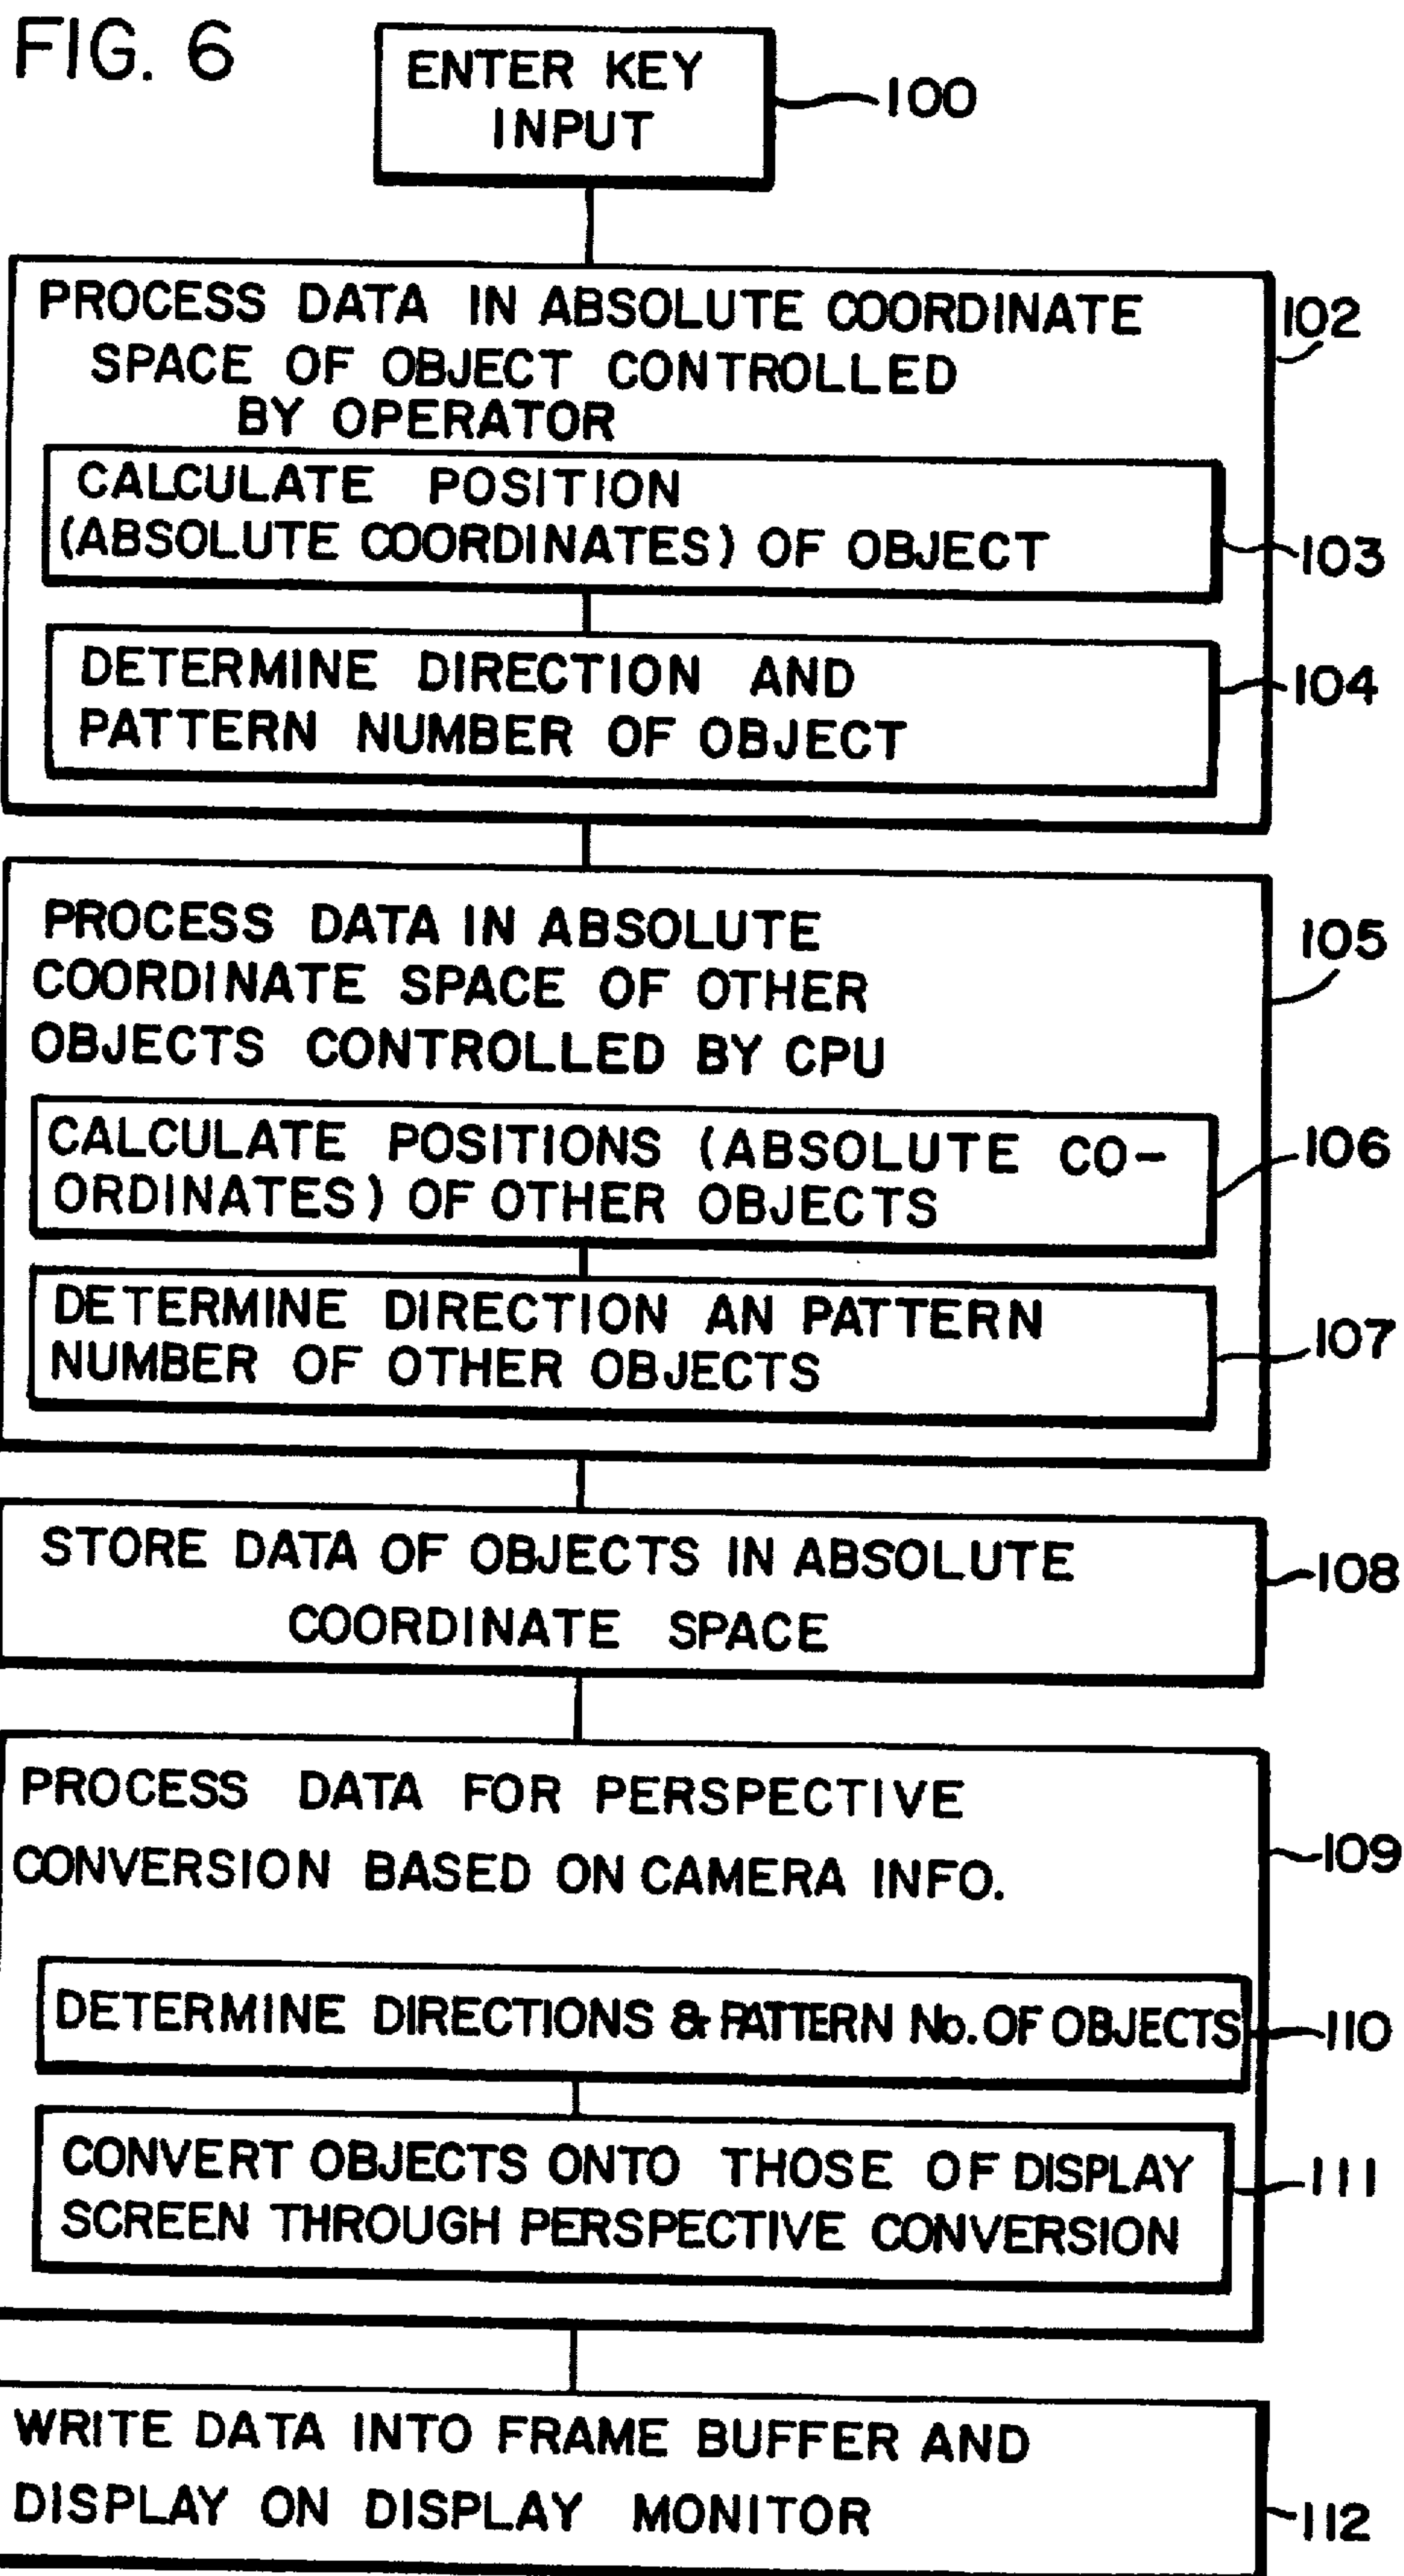 FIG. 6
ENTER KEY
INPUT
100
PROCESS DATA IN ABSOLUTE COORDINATE
SPACE OF OBJECT CONTROLLED
BY OPERATOR
102
CALCULATE POSITION
(ABSOLUTE COORDINATES) OF OBJECT
103
DETERMINE DIRECTION AND
PATTERN NUMBER OF OBJECT
104
PROCESS DATA IN ABSOLUTE
COORDINATE SPACE OF OTHER
OBJECTS CONTROLLED BY CPU
105
CALCULATE POSITIONS (ABSOLUTE CO-
ORDINATES) OF OTHER OBJECTS
106
DETERMINE DIRECTION AN PATTERN
NUMBER OF OTHER OBJECTS
107
STORE DATA OF OBJECTS IN ABSOLUTE
COORDINATE SPACE
108
PROCESS DATA FOR PERSPECTIVE
CONVERSION BASED ON CAMERA INFO.
109
DETERMINE DIRECTIONS & PATTERN No. OF OBJECTS
110
CONVERT OBJECTS ONTO THOSE OF DISPLAY
SCREEN THROUGH PERSPECTIVE CONVERSION
111
WRITE DATA INTO FRAME BUFFER AND
DISPLAY ON DISPLAY MONITOR
112